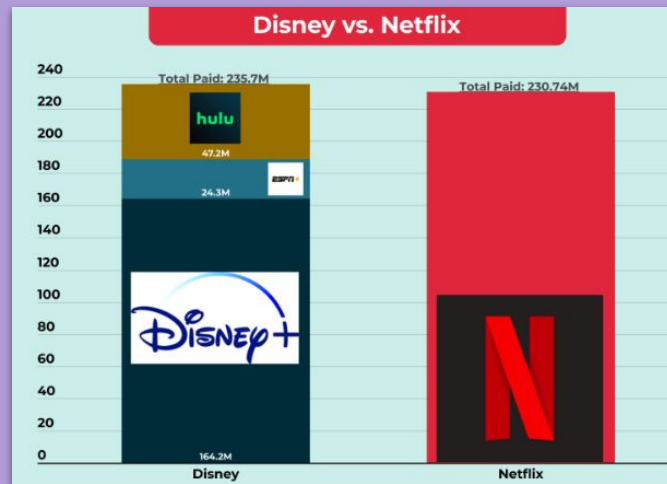 Disney vs. Netflix
240
220
200
180
160
140
120
100
80
60
40
20
0
Total Paid: 235.7M
hulu
47.2M
ESPN+
24.3M
Disney+
164.2M
Disney
Total Paid: 230.74M
N
Netflix